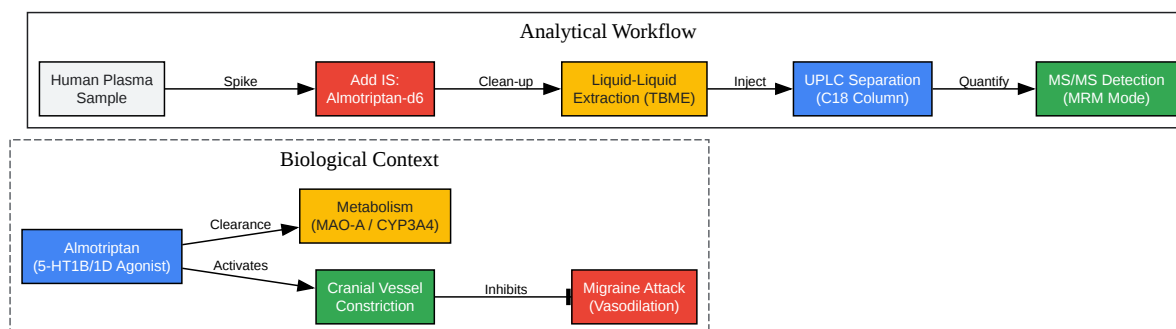 Analytical Workflow
Human Plasma
Sample
Spike
Add IS:
Almotriptan-d6
Clean-up
Liquid-Liquid
Extraction (TBME)
Inject
UPLC Separation
(C18 Column)
Quantify
MS/MS Detection
(MRM Mode)
Biological Context
Almotriptan
(5-HT1B/1D Agonist)
Clearance
Metabolism
(MAO-A / CYP3A4)
Activates
Cranial Vessel
Constriction
Inhibits
Migraine Attack
(Vasodilation)